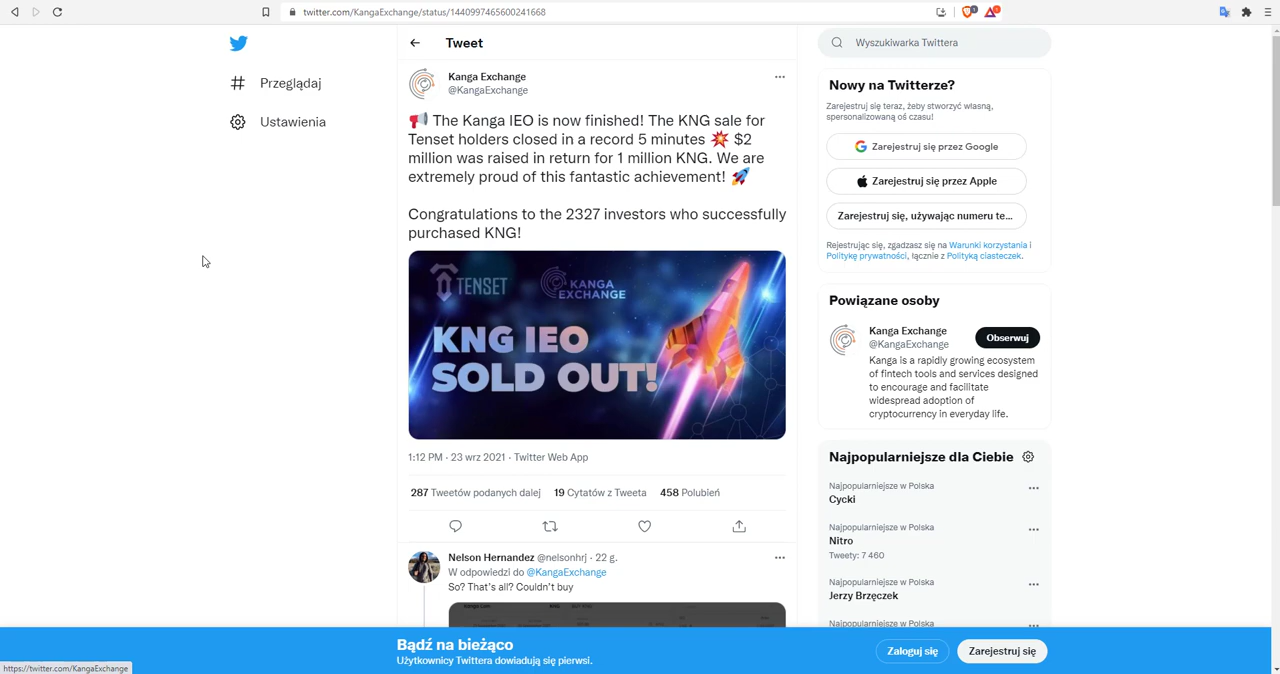 twitter.com/KangaExchange/status/1440997465600241668
Przeglądaj
Ustawienia
Tweet
Kanga Exchange
@KangaExchange
📢 The Kanga IEO is now finished! The KNG sale for
Tenset holders closed in a record 5 minutes 💥 $2
million was raised in return for 1 million KNG. We are
extremely proud of this fantastic achievement! 🚀
Congratulations to the 2327 investors who successfully
purchased KNG!
TENSET
KANGA
EXCHANGE
KNG IEO
SOLD OUT!
1:12 PM · 23 wrz 2021 · Twitter Web App
287 Tweetów podanych dalej 19 Cytatów z Tweeta 458 Polubień
Nelson Hernandez @nelsonhrj · 22 g.
W odpowiedzi do @KangaExchange
So? That's all? Couldn't buy
Wyszukiwarka Twittera
Nowy na Twitterze?
Zarejestruj się teraz, żeby stworzyć własną,
spersonalizowaną oś czasu!
Zarejestruj się przez Google
Zarejestruj się przez Apple
Zarejestruj się, używając numeru te...
Rejestrując się, zgadzasz się na Warunki korzystania i
Politykę prywatności, łącznie z Polityką ciasteczek.
Powiązane osoby
Kanga Exchange
@KangaExchange
Obserwuj
Kanga is a rapidly growing ecosystem
of fintech tools and services designed
to encourage and facilitate
widespread adoption of
cryptocurrency in everyday life.
Najpopularniejsze dla Ciebie
Najpopularniejsze w Polska
Cycki
Najpopularniejsze w Polska
Nitro
Tweety: 7 460
Najpopularniejsze w Polska
Jerzy Brzęczek
Najpopularniejsze w Polska
Bądź na bieżąco
Użytkownicy Twittera dowiadują się pierwsi.
Zaloguj się
Zarejestruj się
https://twitter.com/KangaExchange